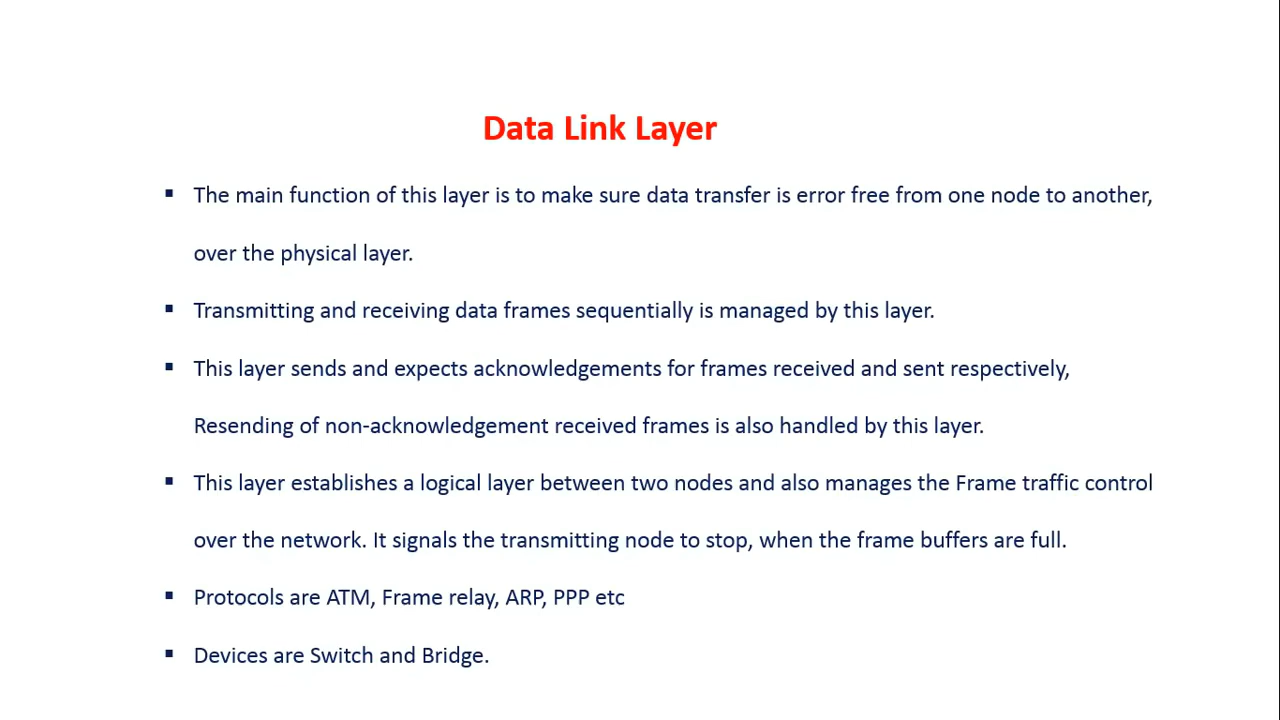 Data Link Layer
▪ The main function of this layer is to make sure data transfer is error free from one node to another,
over the physical layer.
▪ Transmitting and receiving data frames sequentially is managed by this layer.
▪ This layer sends and expects acknowledgements for frames received and sent respectively,
Resending of non-acknowledgement received frames is also handled by this layer.
▪ This layer establishes a logical layer between two nodes and also manages the Frame traffic control
over the network. It signals the transmitting node to stop, when the frame buffers are full.
▪ Protocols are ATM, Frame relay, ARP, PPP etc
▪ Devices are Switch and Bridge.